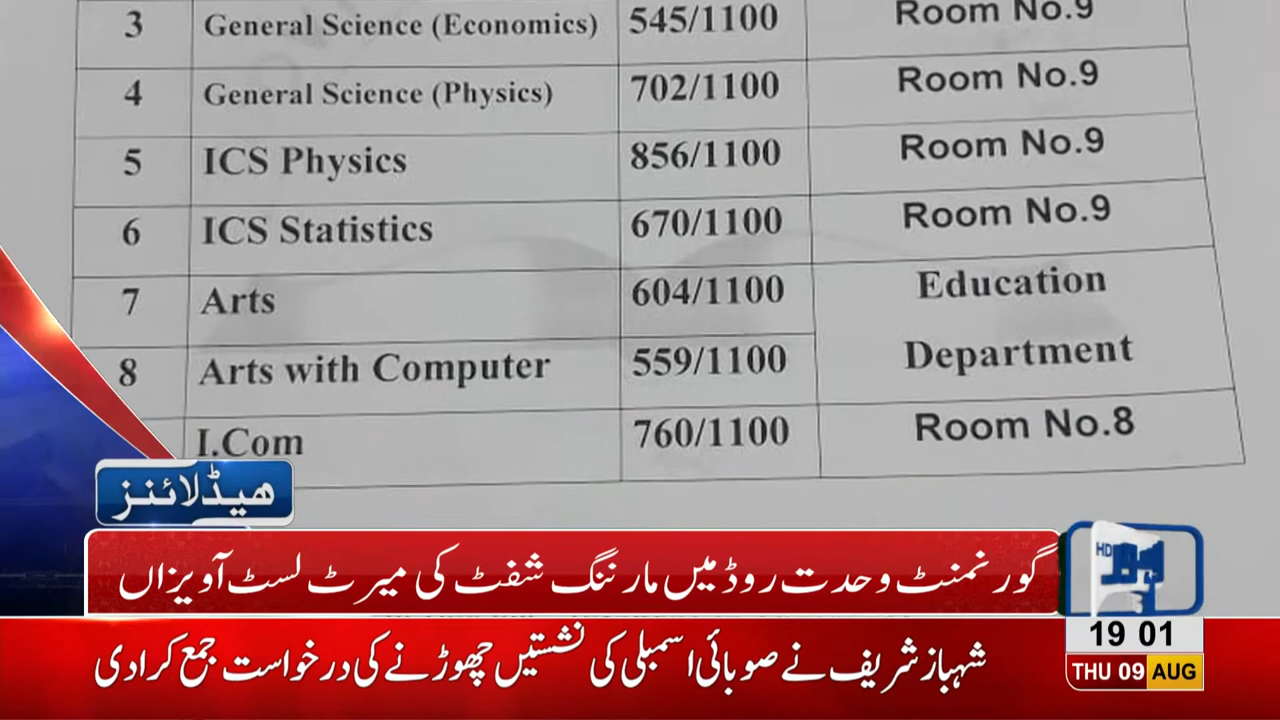 3 General Science (Economics) 545/1100 Room No.9
4 General Science (Physics) 702/1100 Room No.9
5 ICS Physics 856/1100 Room No.9
6 ICS Statistics 670/1100 Room No.9
7 Arts 604/1100 Education
8 Arts with Computer 559/1100 Department
I.Com 760/1100 Room No.8
ہیڈلائنز
گورنمنٹ وحدت روڈ میں مارننگ شفٹ کی میرٹ لسٹ آویزاں
HD
شہباز شریف نے صوبائی اسمبلی کی نشستیں چھوڑنے کی درخواست جمع کرا دی
19 01
THU 09 AUG